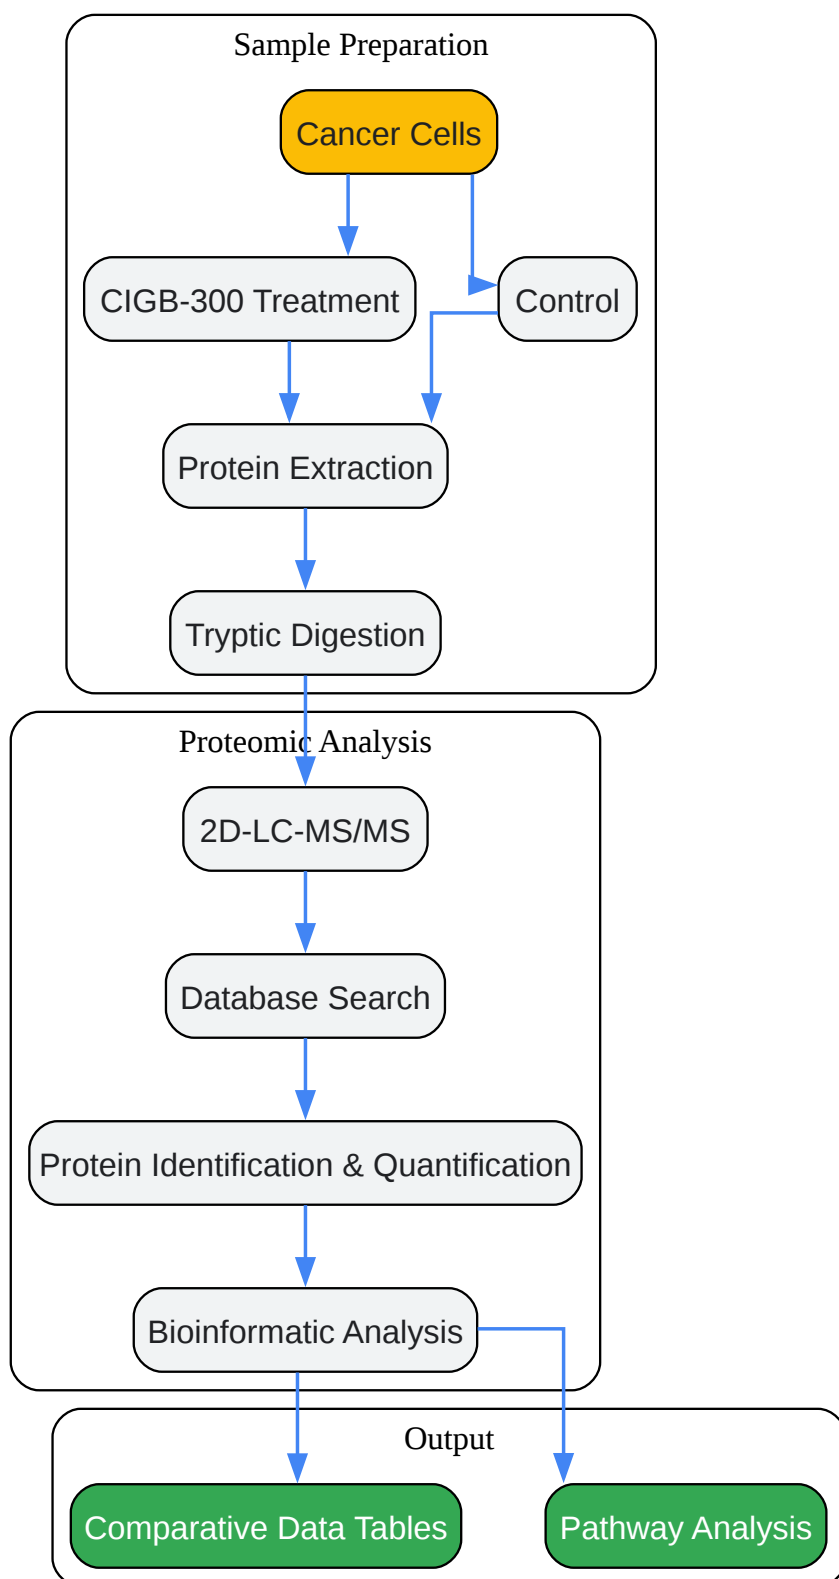 Sample Preparation
Cancer Cells
CIGB-300 Treatment
Control
Protein Extraction
Tryptic Digestion
Proteomic Analysis
2D-LC-MS/MS
Database Search
Protein Identification & Quantification
Bioinformatic Analysis
Output
Comparative Data Tables
Pathway Analysis